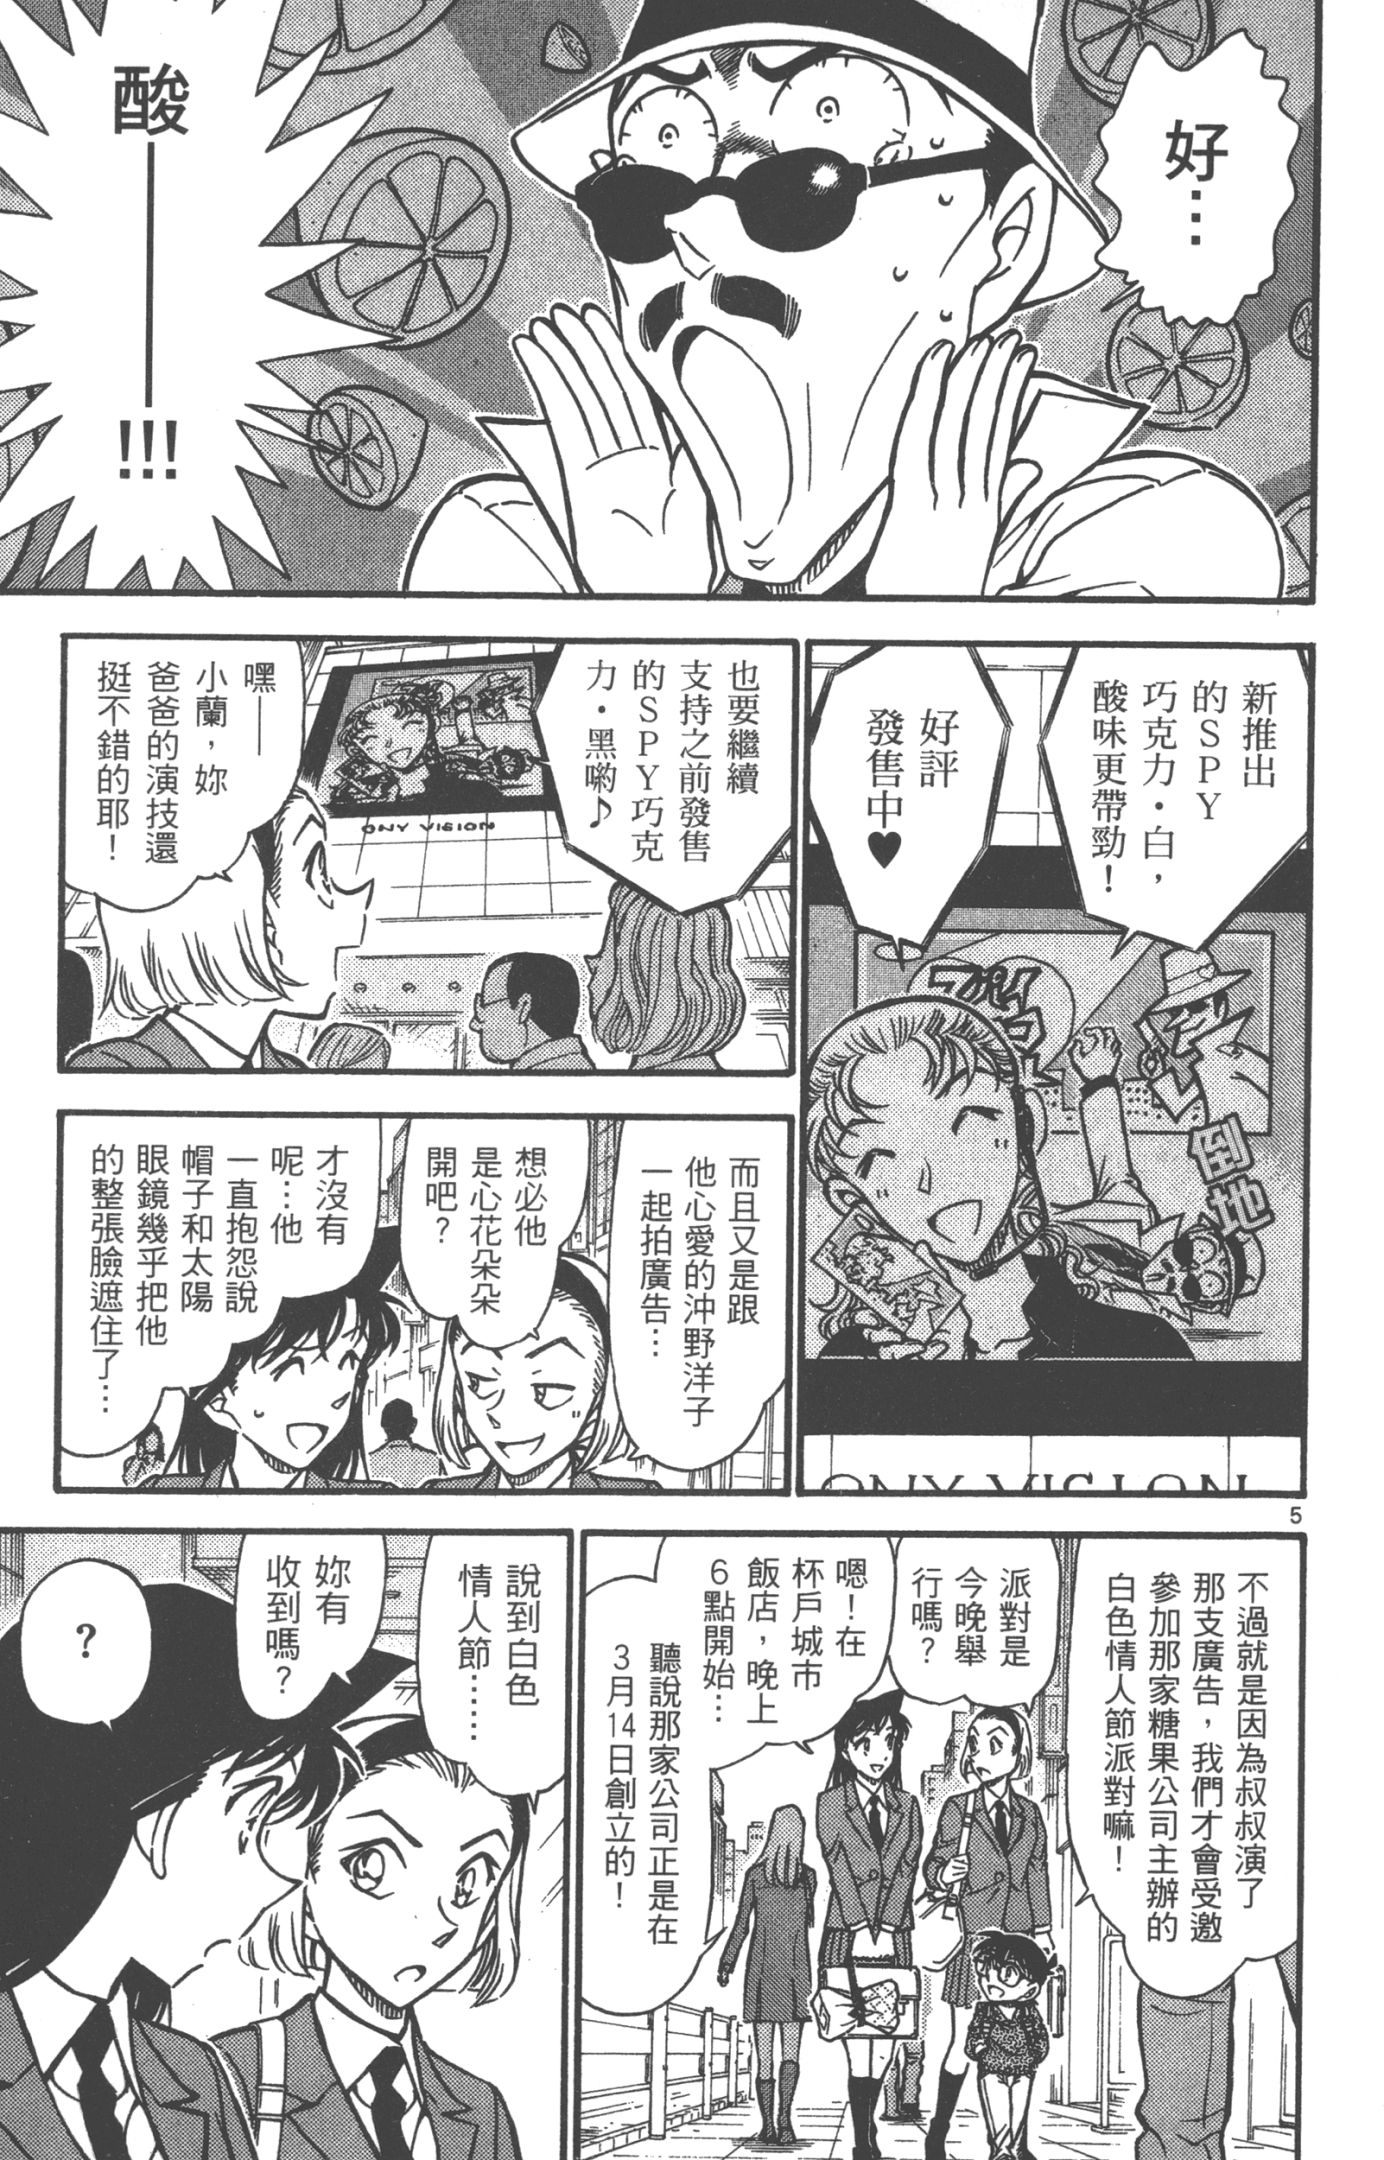 好…
酸——!!!
新推出
的SPY
巧克力・白，
酸味更帶勁！
好評
發售中♥
倒地
ONY VISION
也要繼續
支持之前發售
的SPY巧克
力・黑喲♪
ONY VISION
嘿——
小蘭，妳
爸爸的演技還
挺不錯的耶！
而且又是跟
他心愛的沖野洋子
一起拍廣告…
想必他
是心花朵朵
開吧？
才沒有
呢…他
一直抱怨說
帽子和太陽
眼鏡幾乎把他
的整張臉遮住了…
5
不過就是因為叔叔演了
那支廣告，我們才會受邀
參加那家糖果公司主辦的
白色情人節派對嘛！
派對是
今晚舉
行嗎？
嗯！在
杯戶城市
飯店，晚上
6點開始…
聽說那家公司正是在
3月14日創立的！
說到白色
情人節……
妳有
收到嗎？
？